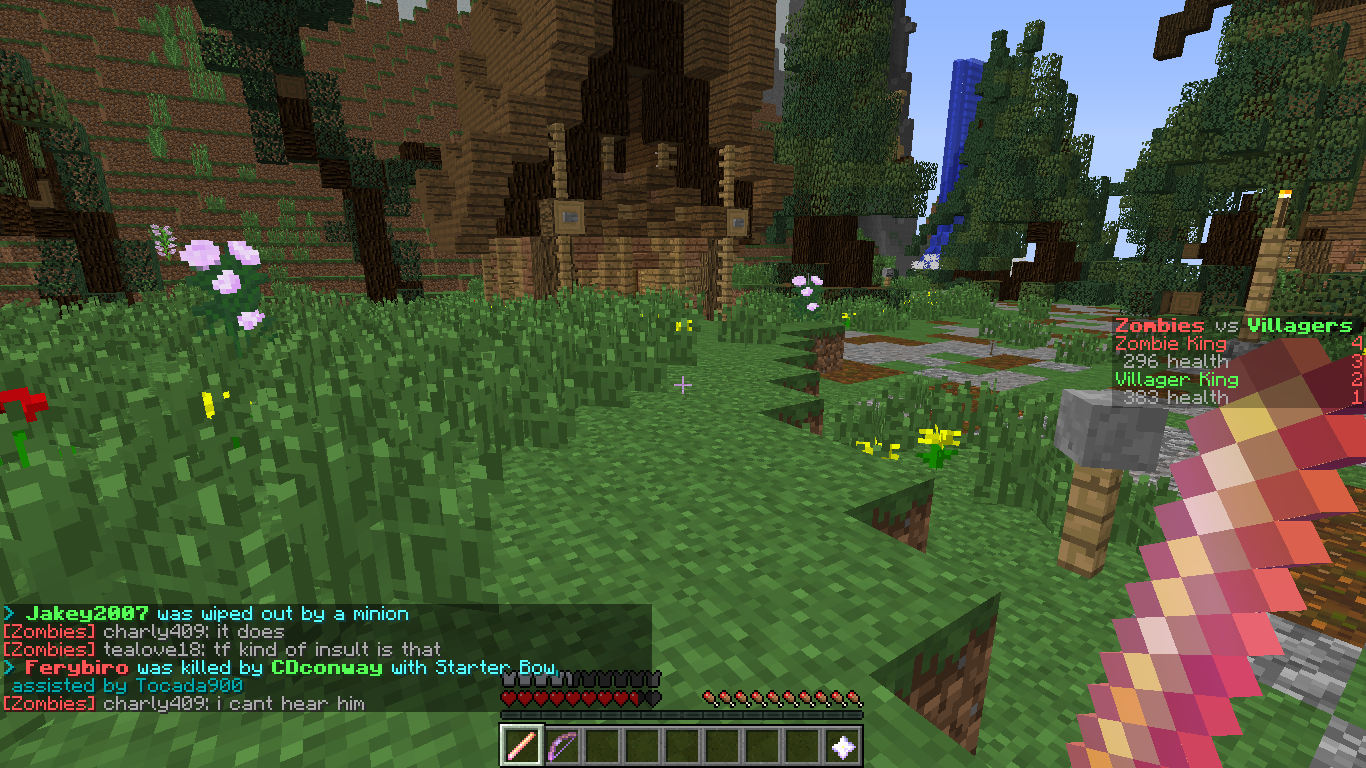 Zombies vs Villagers
Zombie King 4
296 health 3
Villager King 2
383 health 1
> Jakey2007 was wiped out by a minion
[Zombies] charly409: it does
[Zombies] tealove18: tf kind of insult is that
> Ferybiro was killed by CDconway with Starter Bow,
assisted by Tocada900
[Zombies] charly409: i cant hear him